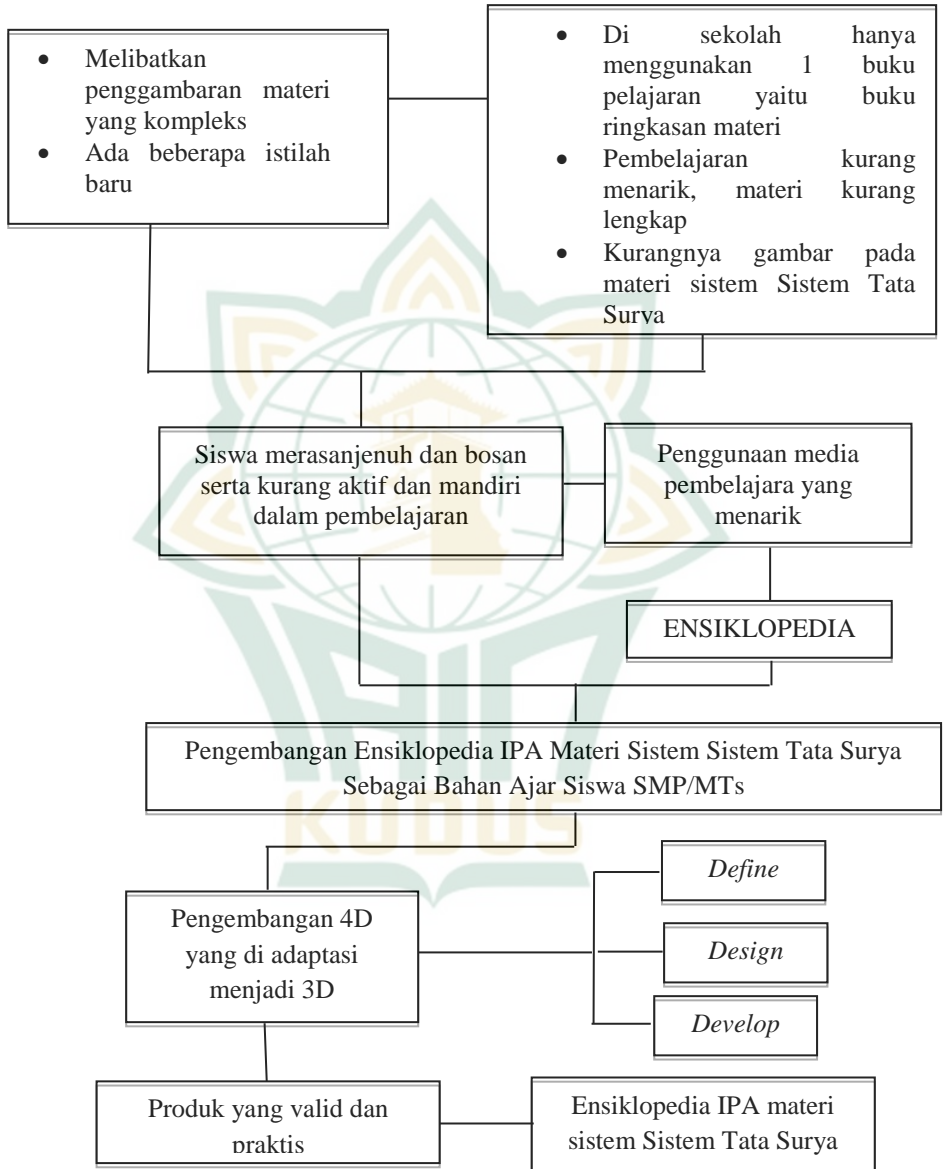 • Melibatkan
penggambaran materi
yang kompleks
• Ada beberapa istilah
baru
• Di sekolah hanya
menggunakan 1 buku
pelajaran yaitu buku
ringkasan materi
• Pembelajaran kurang
menarik, materi kurang
lengkap
• Kurangnya gambar pada
materi sistem Sistem Tata
Surya
Siswa merasanjenuh dan bosan
serta kurang aktif dan mandiri
dalam pembelajaran
Penggunaan media
pembelajara yang
menarik
ENSIKLOPEDIA
Pengembangan Ensiklopedia IPA Materi Sistem Sistem Tata Surya
Sebagai Bahan Ajar Siswa SMP/MTs
KUDUS
Pengembangan 4D
yang di adaptasi
menjadi 3D
Define
Design
Develop
Produk yang valid dan
praktis
Ensiklopedia IPA materi
sistem Sistem Tata Surya